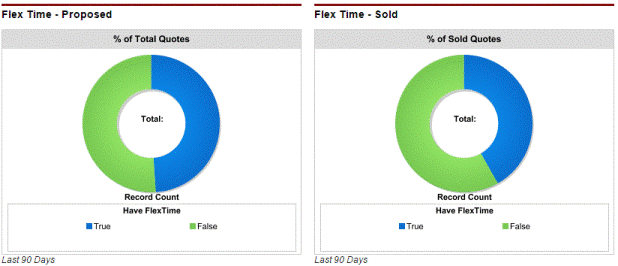 Flex Time - Proposed
% of Total Quotes
Total:
Record Count
Have FlexTime
True False
Last 90 Days
Flex Time - Sold
% of Sold Quotes
Total:
Record Count
Have FlexTime
True False
Last 90 Days